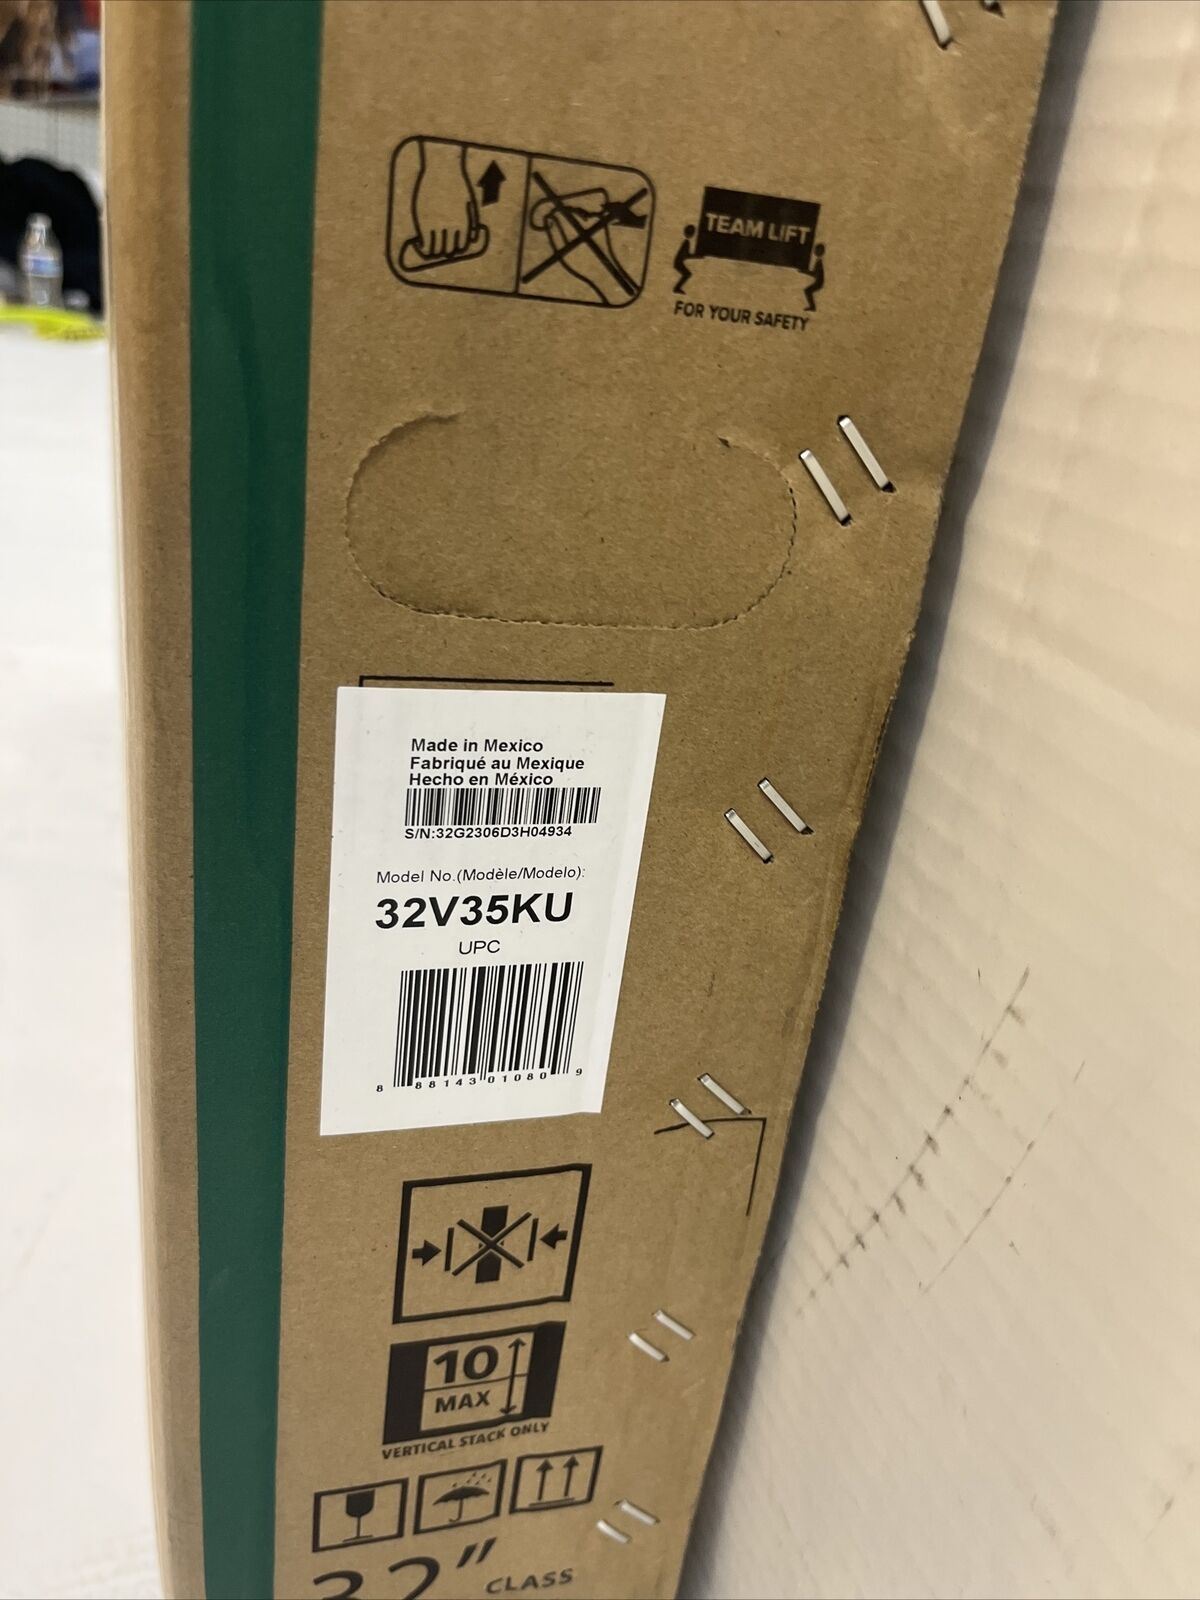 TEAM LIFT
FOR YOUR SAFETY
Made in Mexico
Fabriqué au Mexique
Hecho en México
S/N:32G2306D3H04934
Model No.(Modèle/Modelo):
32V35KU
UPC
8 88143 01080 9
10
MAX
VERTICAL STACK ONLY
32" CLASS